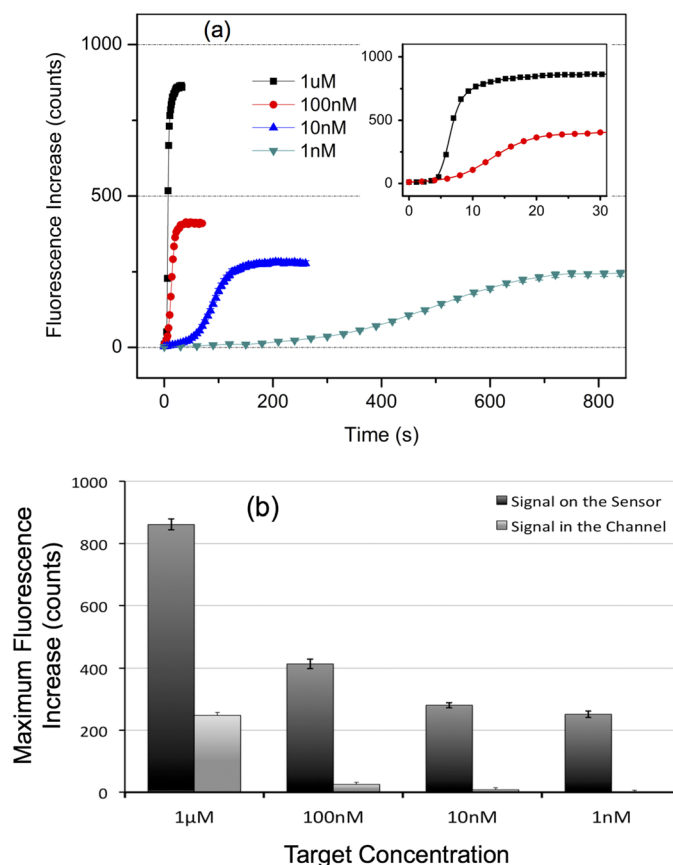 (a)
1000
500
0
Fluorescence Increase (counts)
1uM
100nM
10nM
1nM
1000
500
0
0 10 20 30
0 200 400 600 800
Time (s)
(b)
1000
800
600
400
200
0
Maximum Fluorescence
Increase (counts)
Signal on the Sensor
Signal in the Channel
1µM 100nM 10nM 1nM
Target Concentration